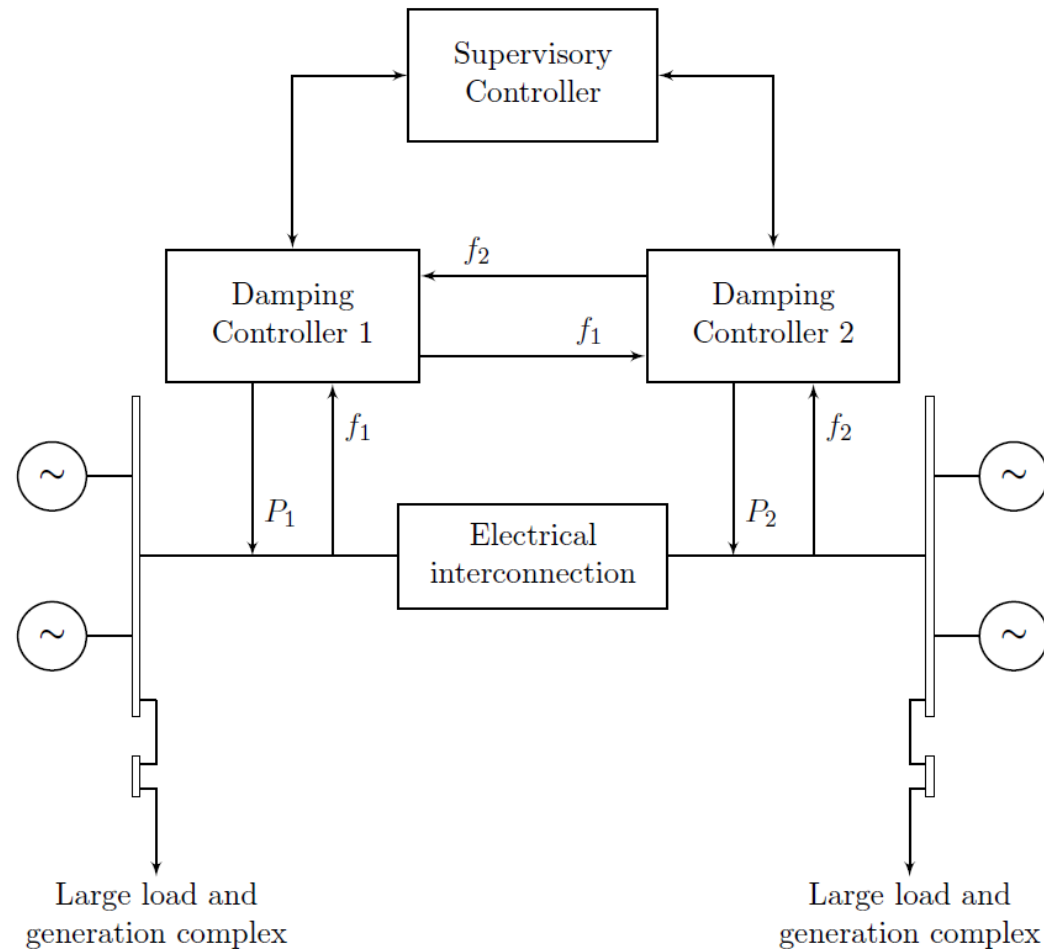 Supervisory
Controller
f₂
Damping
Controller 1
Damping
Controller 2
f₁
f₁
f₂
~
~
P₁
P₂
Electrical
interconnection
~
~
Large load and
generation complex
Large load and
generation complex